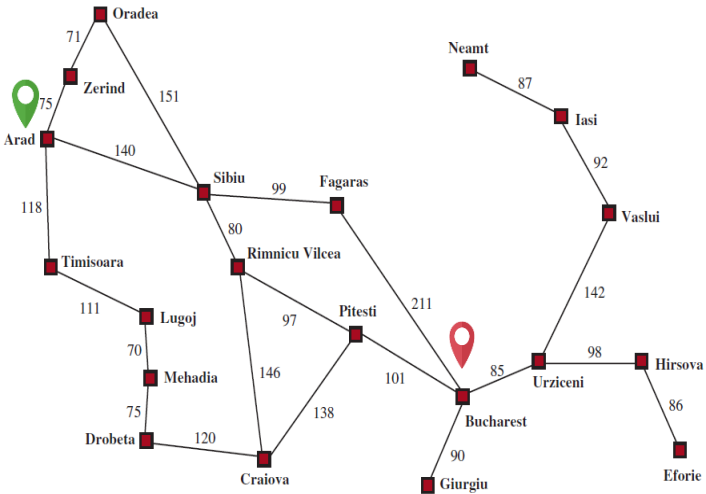 Oradea
71
Neamt
Zerind
87
75
151
Iasi
Arad
140
92
Sibiu
Fagaras
99
118
Vaslui
80
Timisoara
Rimnicu Vilcea
142
111
211
Lugoj
97
Pitesti
70
98
Hirsova
146
101
85
Mehadia
Urziceni
75
138
86
Bucharest
Drobeta
120
90
Craiova
Giurgiu
Eforie